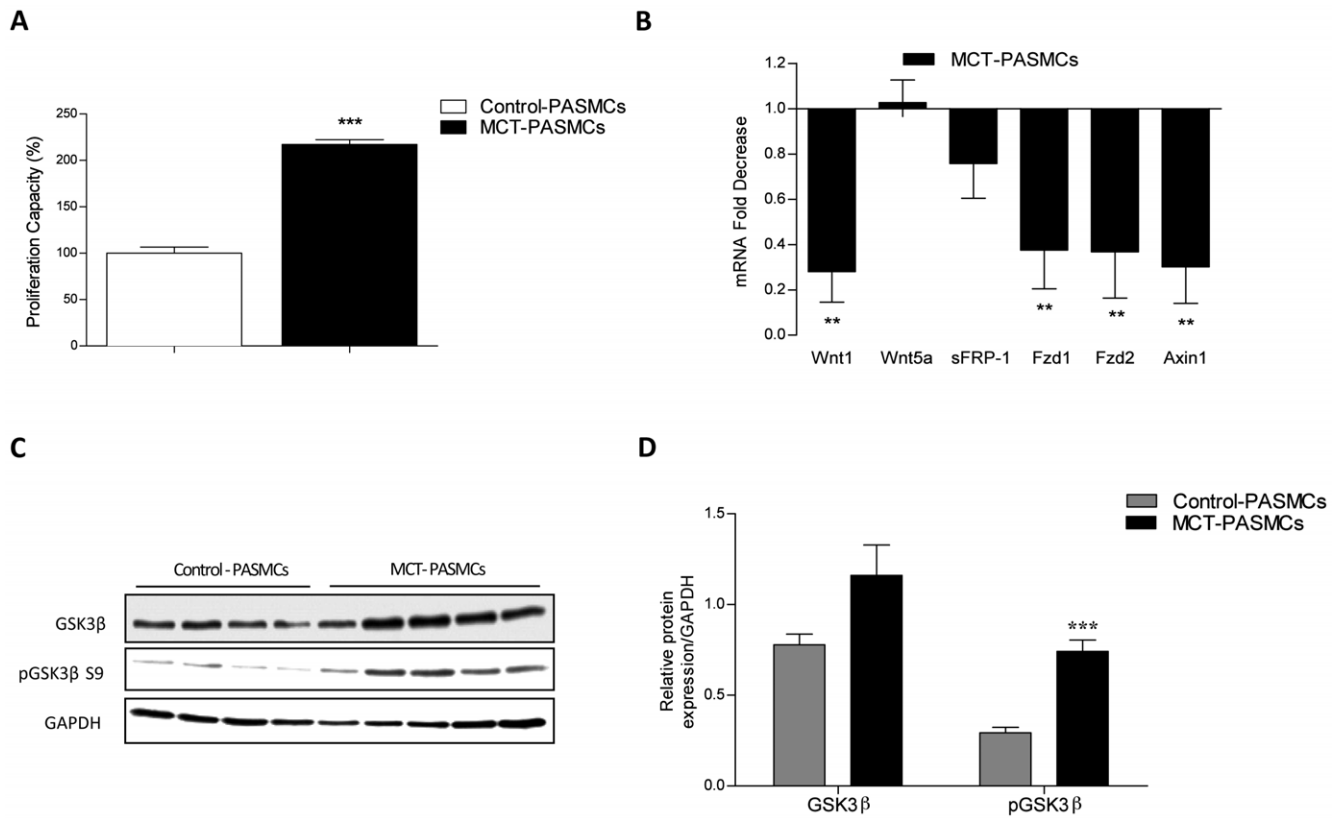 A
Control-PASMCs
MCT-PASMCs
***
Proliferation Capacity (%)
250
200
150
100
50
0
B
MCT-PASMCs
mRNA Fold Decrease
1.2
1.0
0.8
0.6
0.4
0.2
0.0
** ** ** **
Wnt1 Wnt5a sFRP-1 Fzd1 Fzd2 Axin1
C
Control-PASMCs MCT-PASMCs
GSK3β
pGSK3β S9
GAPDH
D
Control-PASMCs
MCT-PASMCs
Relative protein
expression/GAPDH
1.5
1.0
0.5
0.0
***
GSK3β pGSK3β